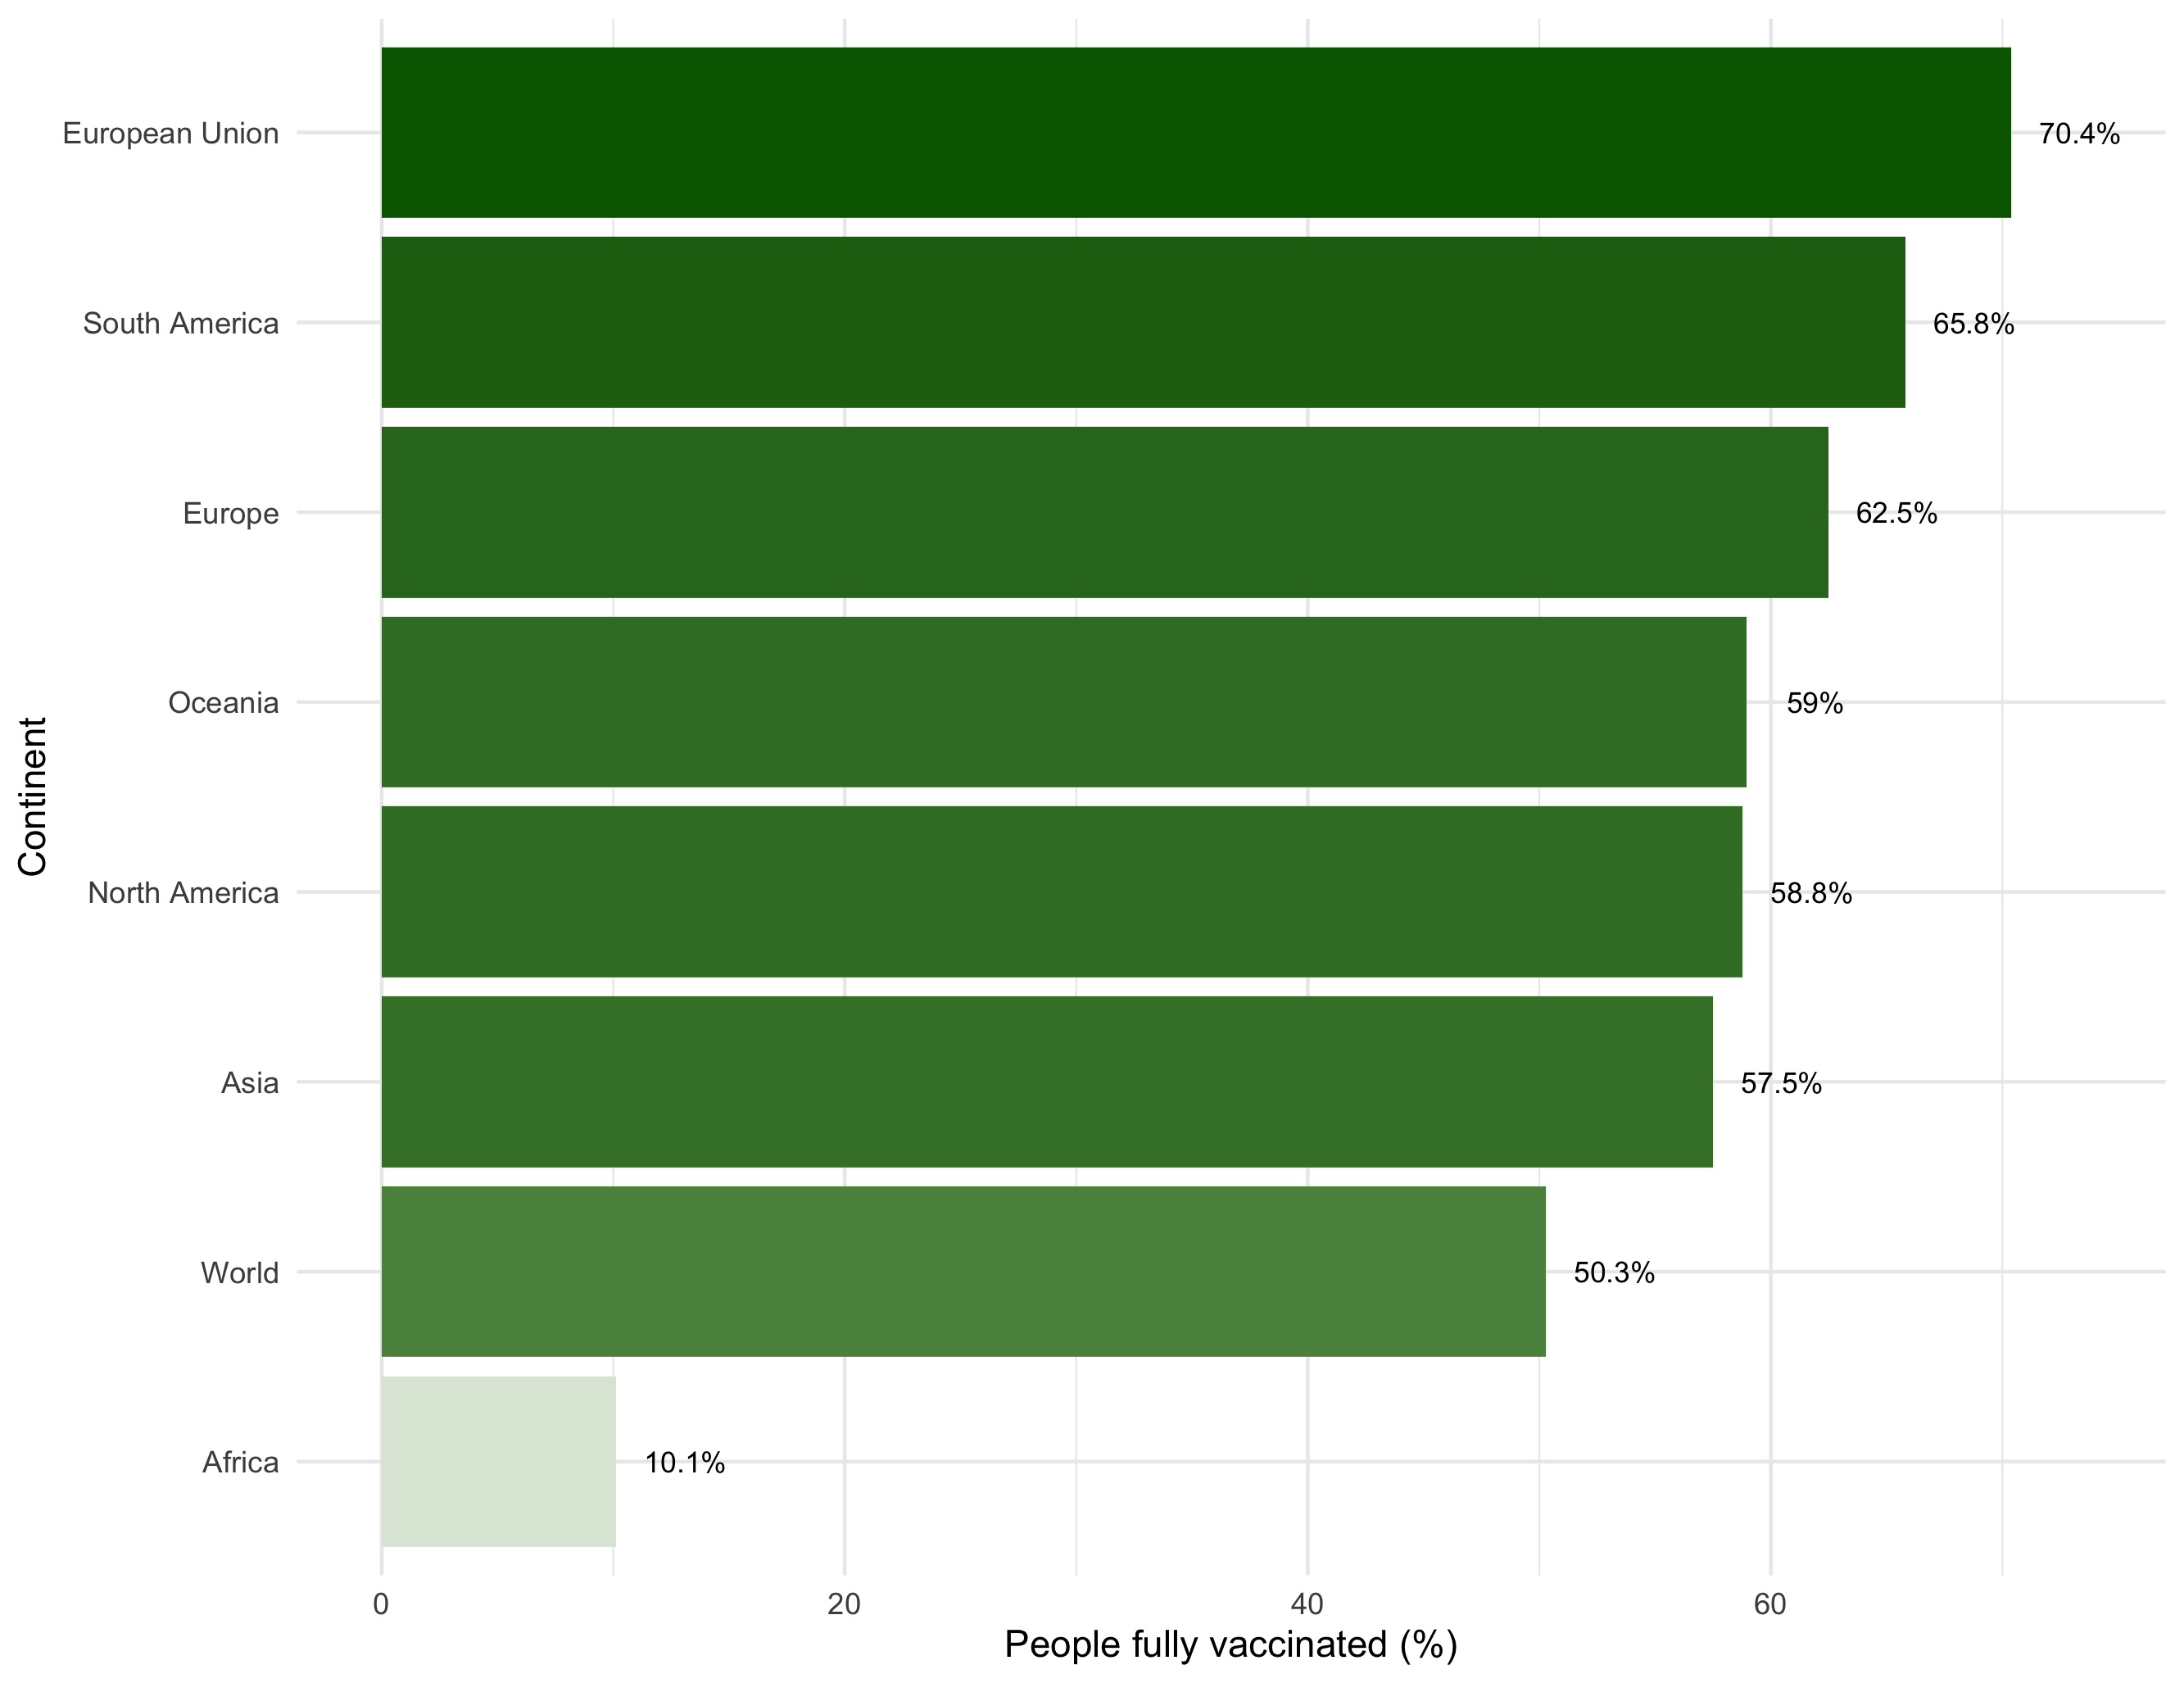 European Union
70.4%
South America
65.8%
Europe
62.5%
Oceania
59%
North America
58.8%
Asia
57.5%
World
50.3%
Africa
10.1%
Continent
0
20
40
60
People fully vaccinated (%)